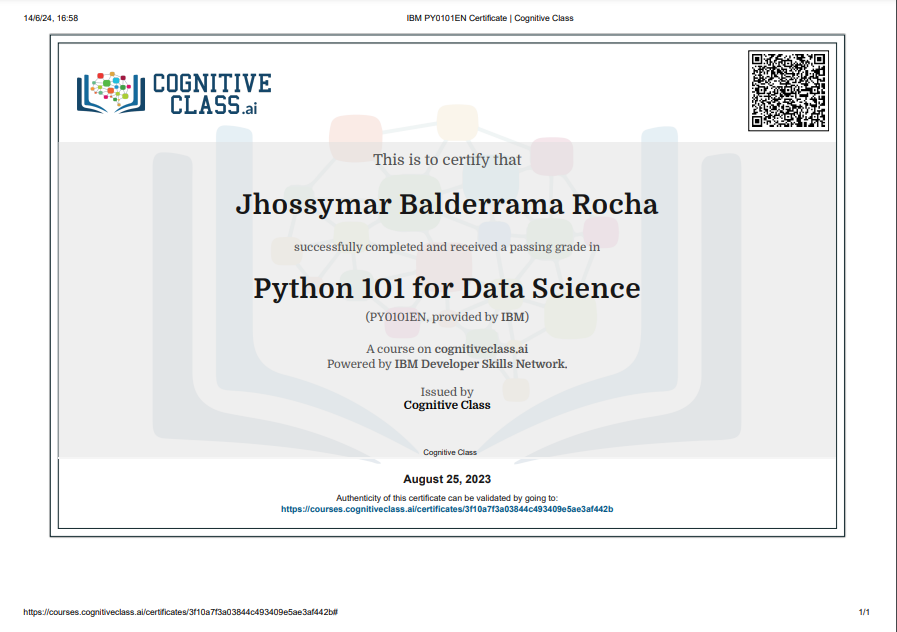 14/6/24, 16:58
IBM PY0101EN Certificate | Cognitive Class
COGNITIVE
CLASS.ai
This is to certify that
Jhossymar Balderrama Rocha
successfully completed and received a passing grade in
Python 101 for Data Science
(PY0101EN, provided by IBM)
A course on cognitiveclass.ai
Powered by IBM Developer Skills Network.
Issued by
Cognitive Class
Cognitive Class
August 25, 2023
Authenticity of this certificate can be validated by going to:
https://courses.cognitiveclass.ai/certificates/3f10a7f3a03844c493409e5ae3af442b
https://courses.cognitiveclass.ai/certificates/3f10a7f3a03844c493409e5ae3af442b#
1/1